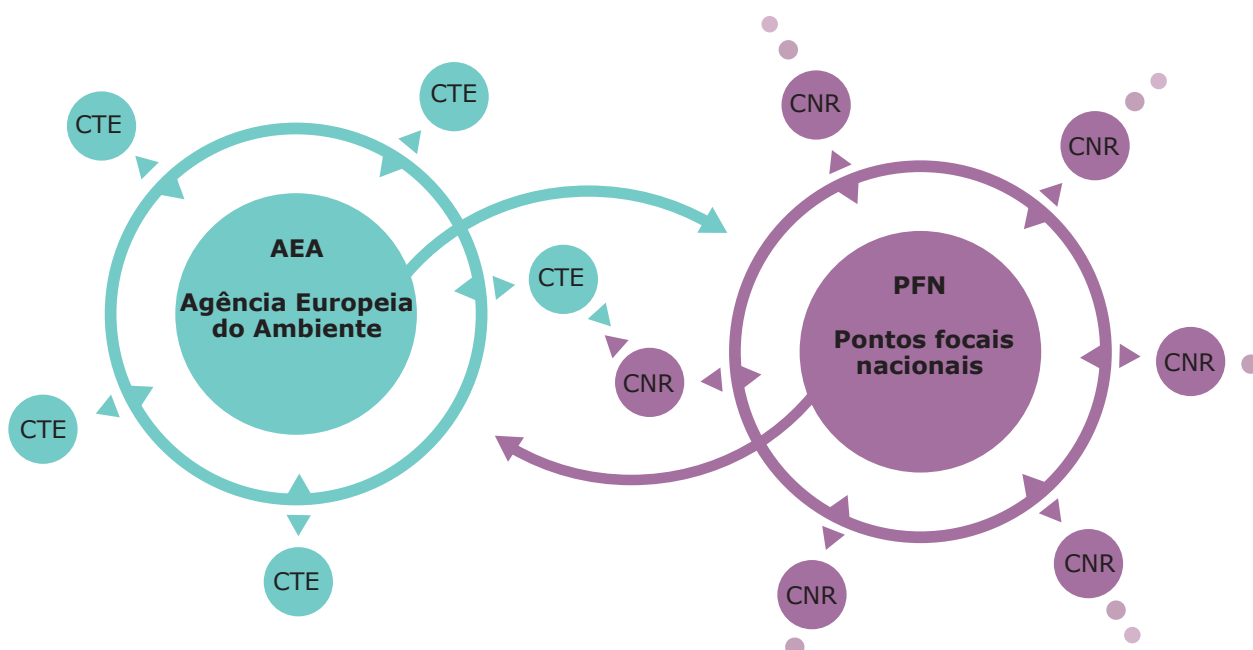 CTE
CTE
CTE
CTE
CTE
AEA
Agência Europeia
do Ambiente
CNR
CNR
CNR
CNR
CNR
CNR
PFN
Pontos focais
nacionais